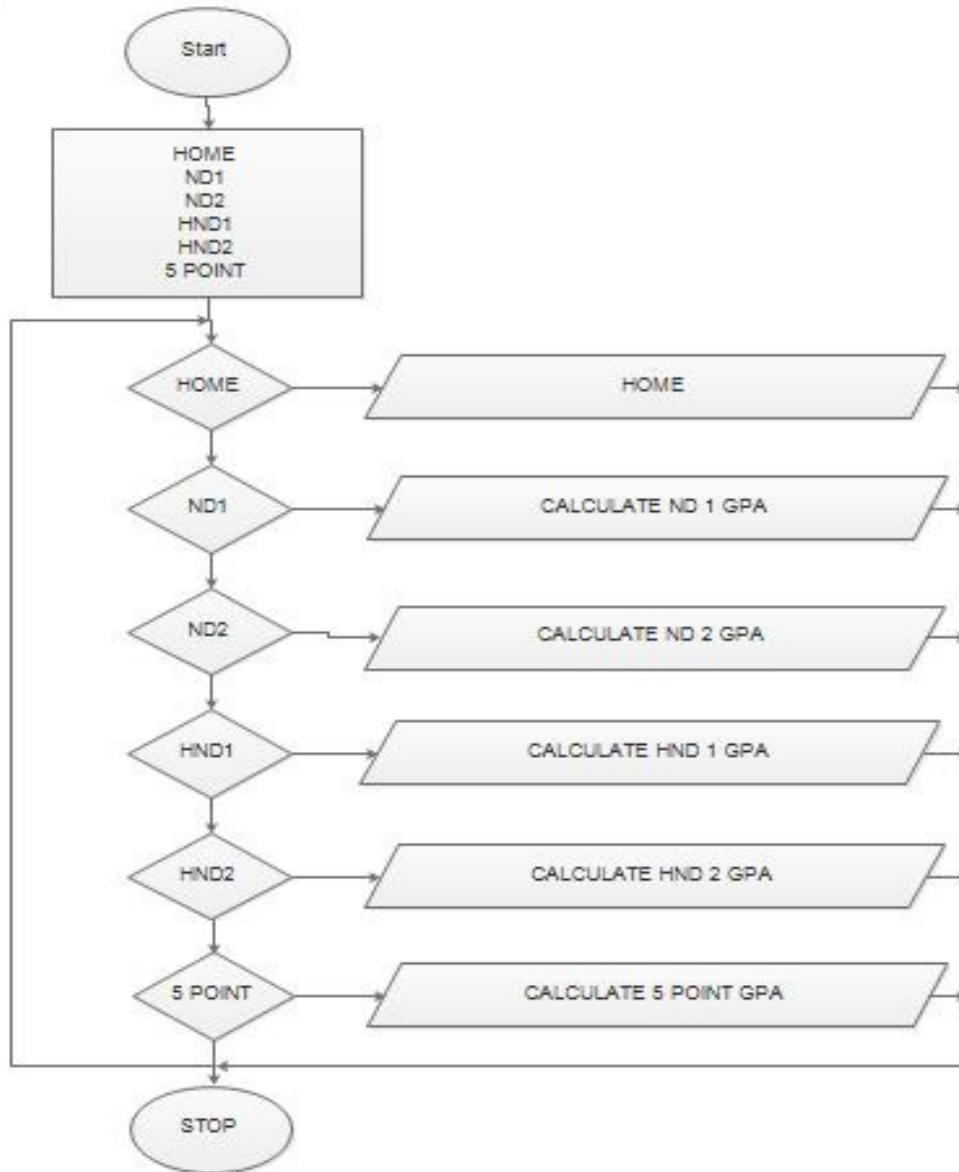 Start
HOME
ND1
ND2
HND1
HND2
5 POINT
HOME
HOME
ND1
CALCULATE ND 1 GPA
ND2
CALCULATE ND 2 GPA
HND1
CALCULATE HND 1 GPA
HND2
CALCULATE HND 2 GPA
5 POINT
CALCULATE 5 POINT GPA
STOP